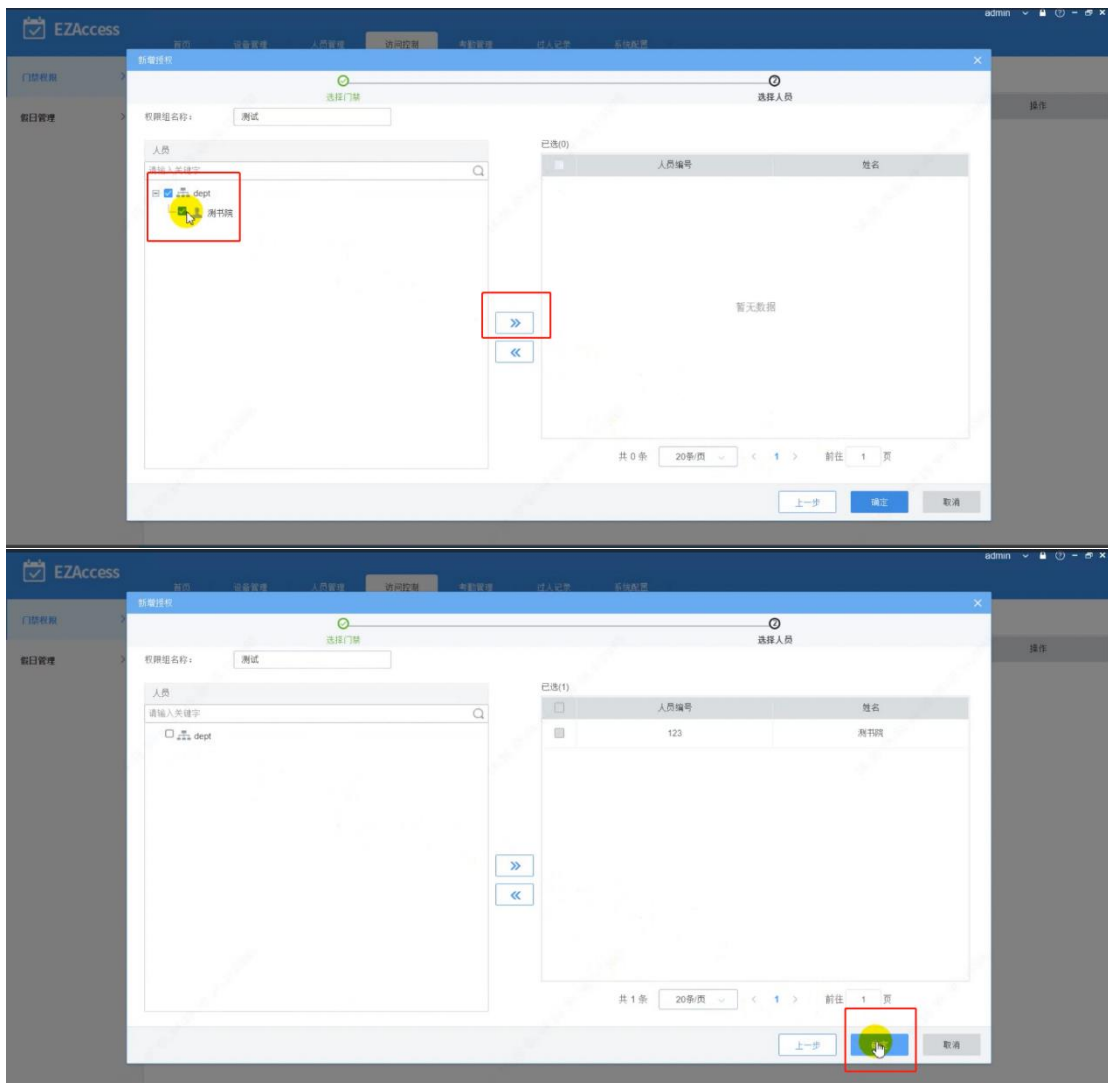 admin
EZAccess
首页 设备管理 人员管理 访问控制 考勤管理 过人记录 系统配置
新增授权
门禁权限
选择门禁 选择人员
操作
假日管理
权限组名称： 测试
已选(0)
人员
人员编号 姓名
请输入关键字
dept
测书院
暂无数据
共 0 条 20条/页 1 前往 1 页
上一步 确定 取消
admin
EZAccess
首页 设备管理 人员管理 访问控制 考勤管理 过人记录 系统配置
新增授权
门禁权限
选择门禁 选择人员
操作
假日管理
权限组名称： 测试
已选(1)
人员
人员编号 姓名
请输入关键字
dept
123 测书院
共 1 条 20条/页 1 前往 1 页
上一步 取消